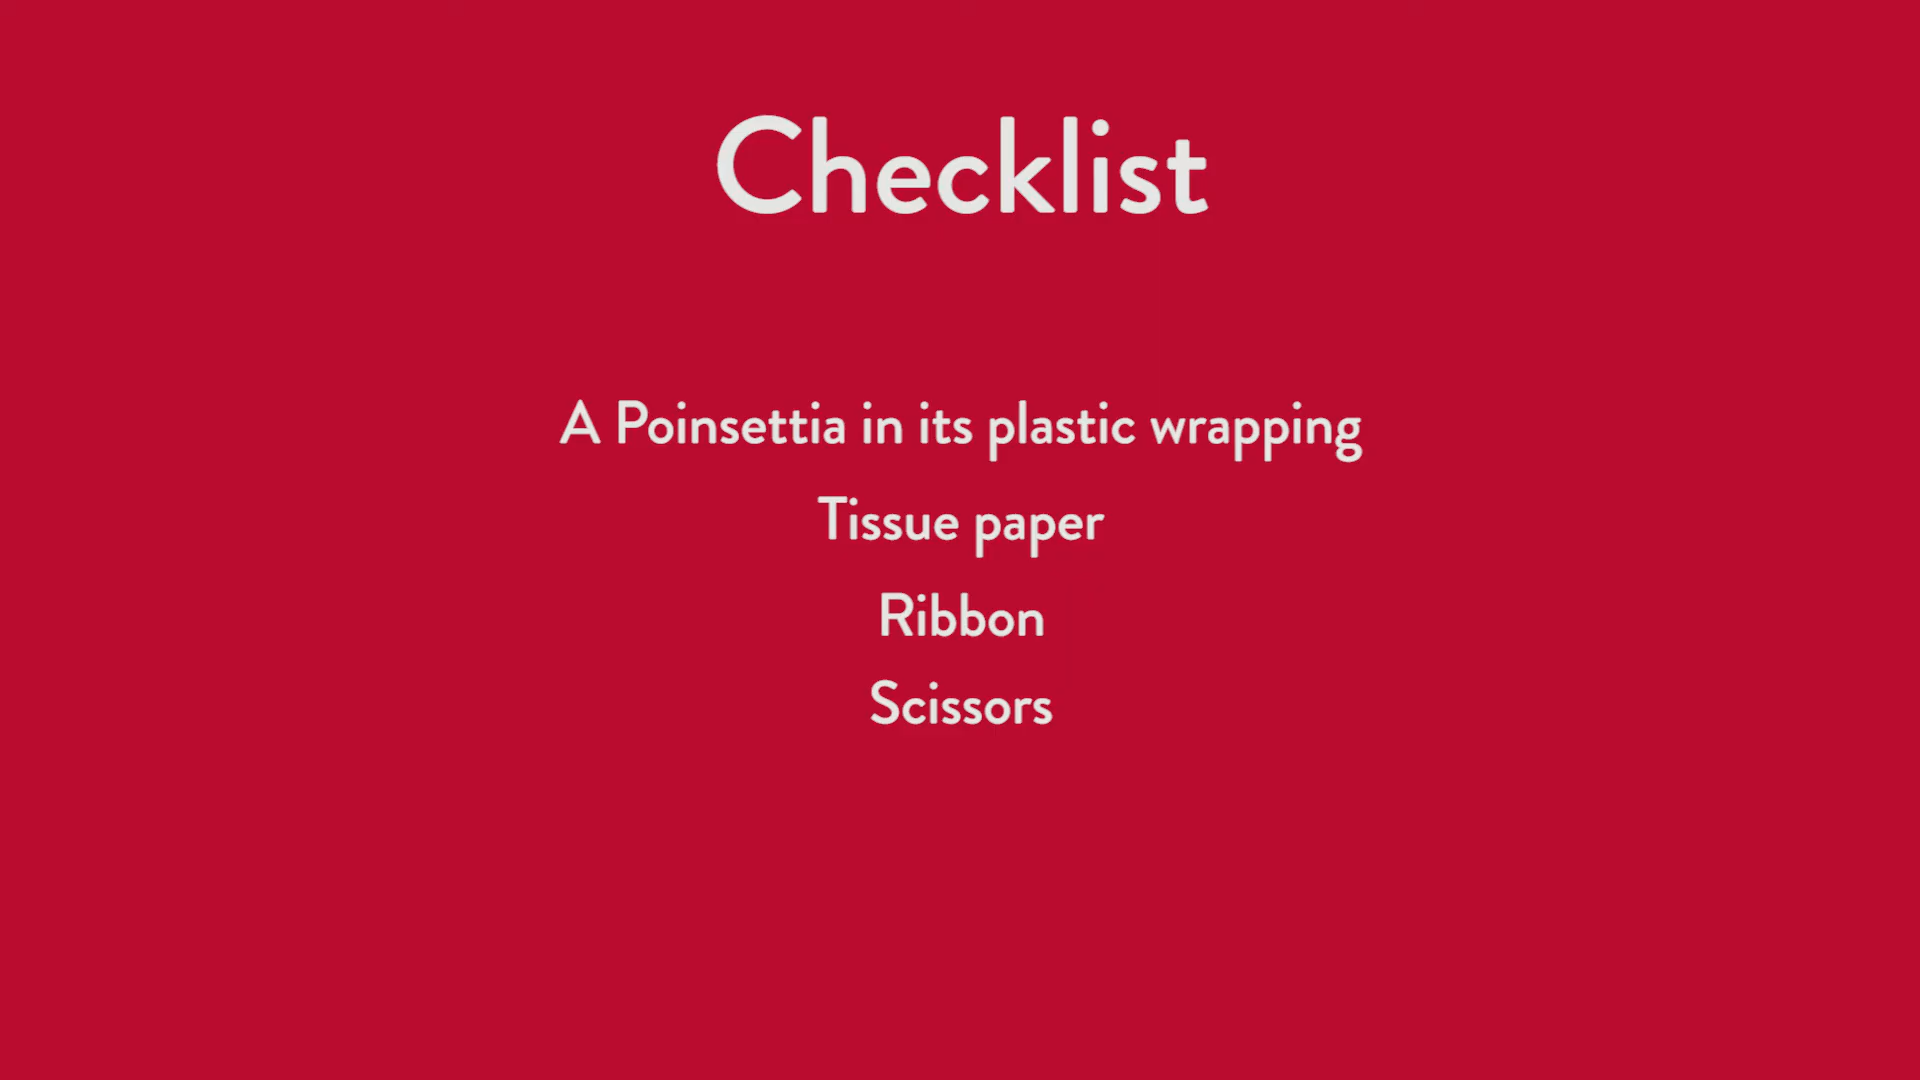 Checklist
A Poinsettia in its plastic wrapping
Tissue paper
Ribbon
Scissors